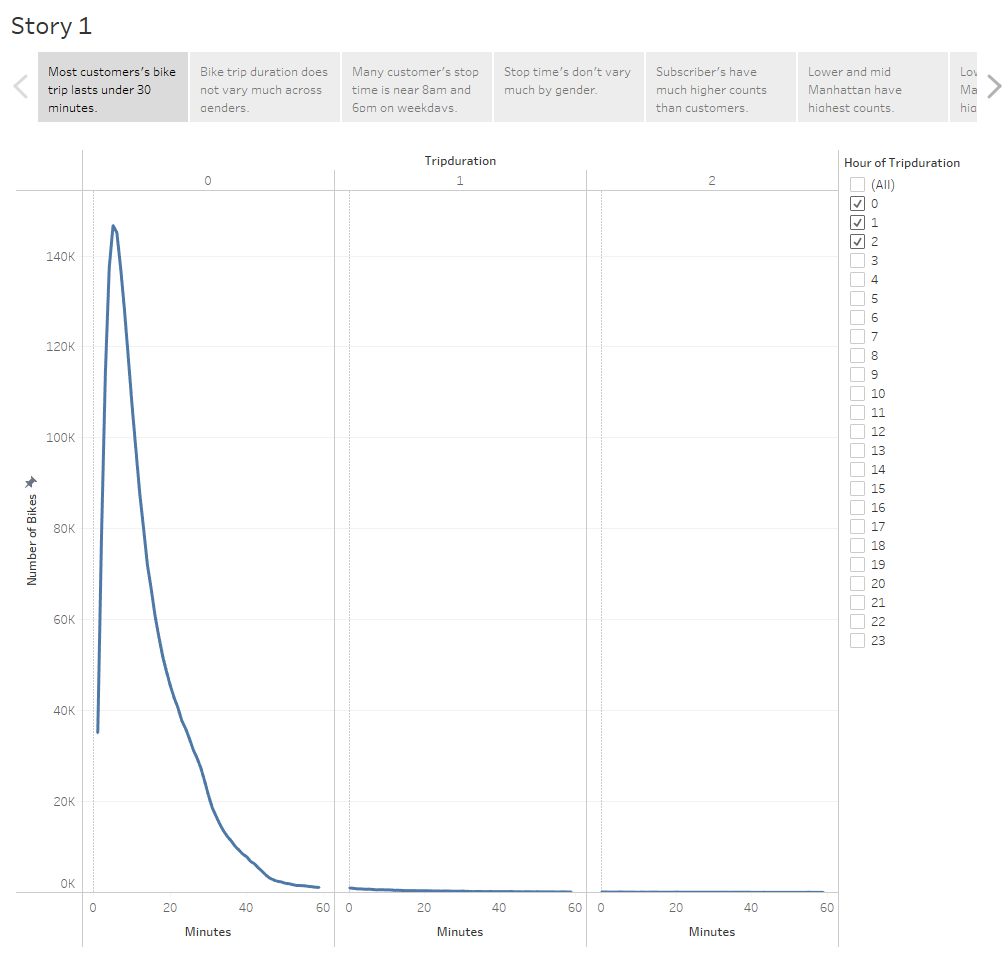 Story 1
Most customers's bike
trip lasts under 30
minutes.
Bike trip duration does
not vary much across
genders.
Many customer's stop
time is near 8am and
6pm on weekdays.
Stop time's don't vary
much by gender.
Subscriber's have
much higher counts
than customers.
Lower and mid
Manhattan have
highest counts.
Tripduration
0
1
2
Number of Bikes
140K
120K
100K
80K
60K
40K
20K
0K
0 20 40 60
0 20 40 60
0 20 40 60
Minutes
Minutes
Minutes
Hour of Tripduration
(All)
0
1
2
3
4
5
6
7
8
9
10
11
12
13
14
15
16
17
18
19
20
21
22
23